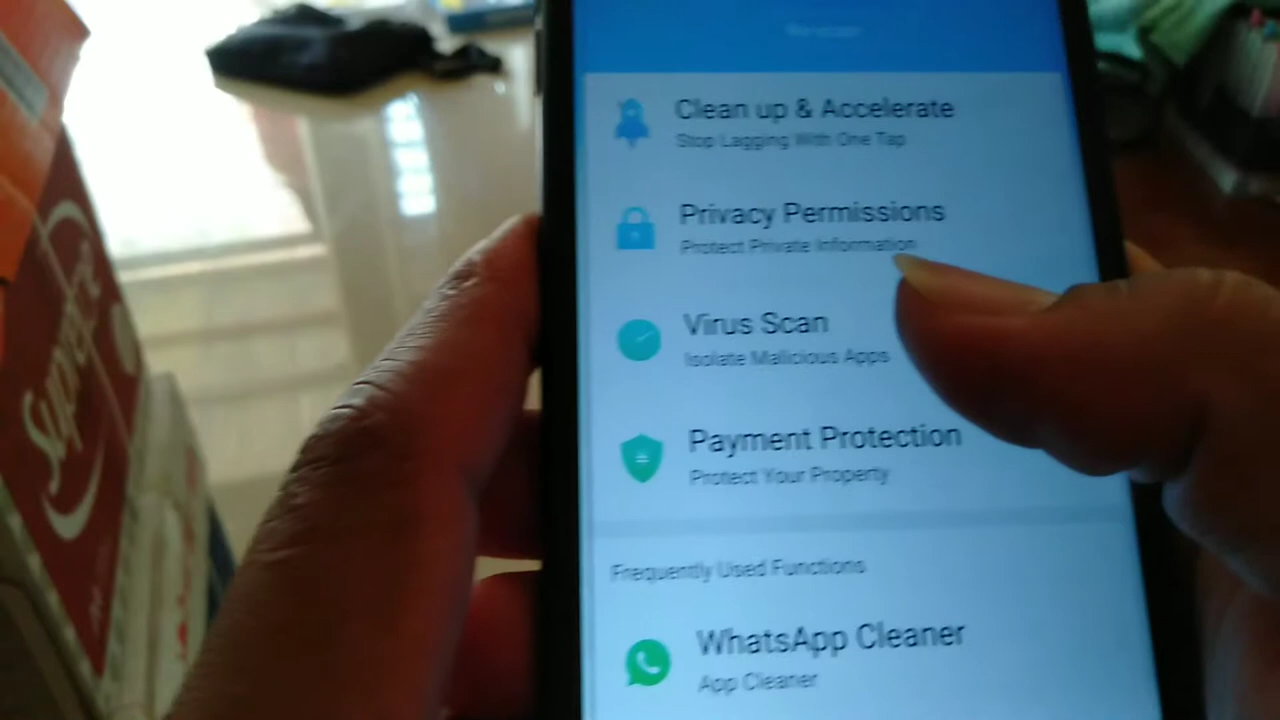 Clean up & Accelerate
Stop Lagging With One Tap
Privacy Permissions
Protect Private Information
Virus Scan
Isolate Malicious Apps
Payment Protection
Protect Your Property
Frequently Used Functions
WhatsApp Cleaner
App Cleaner